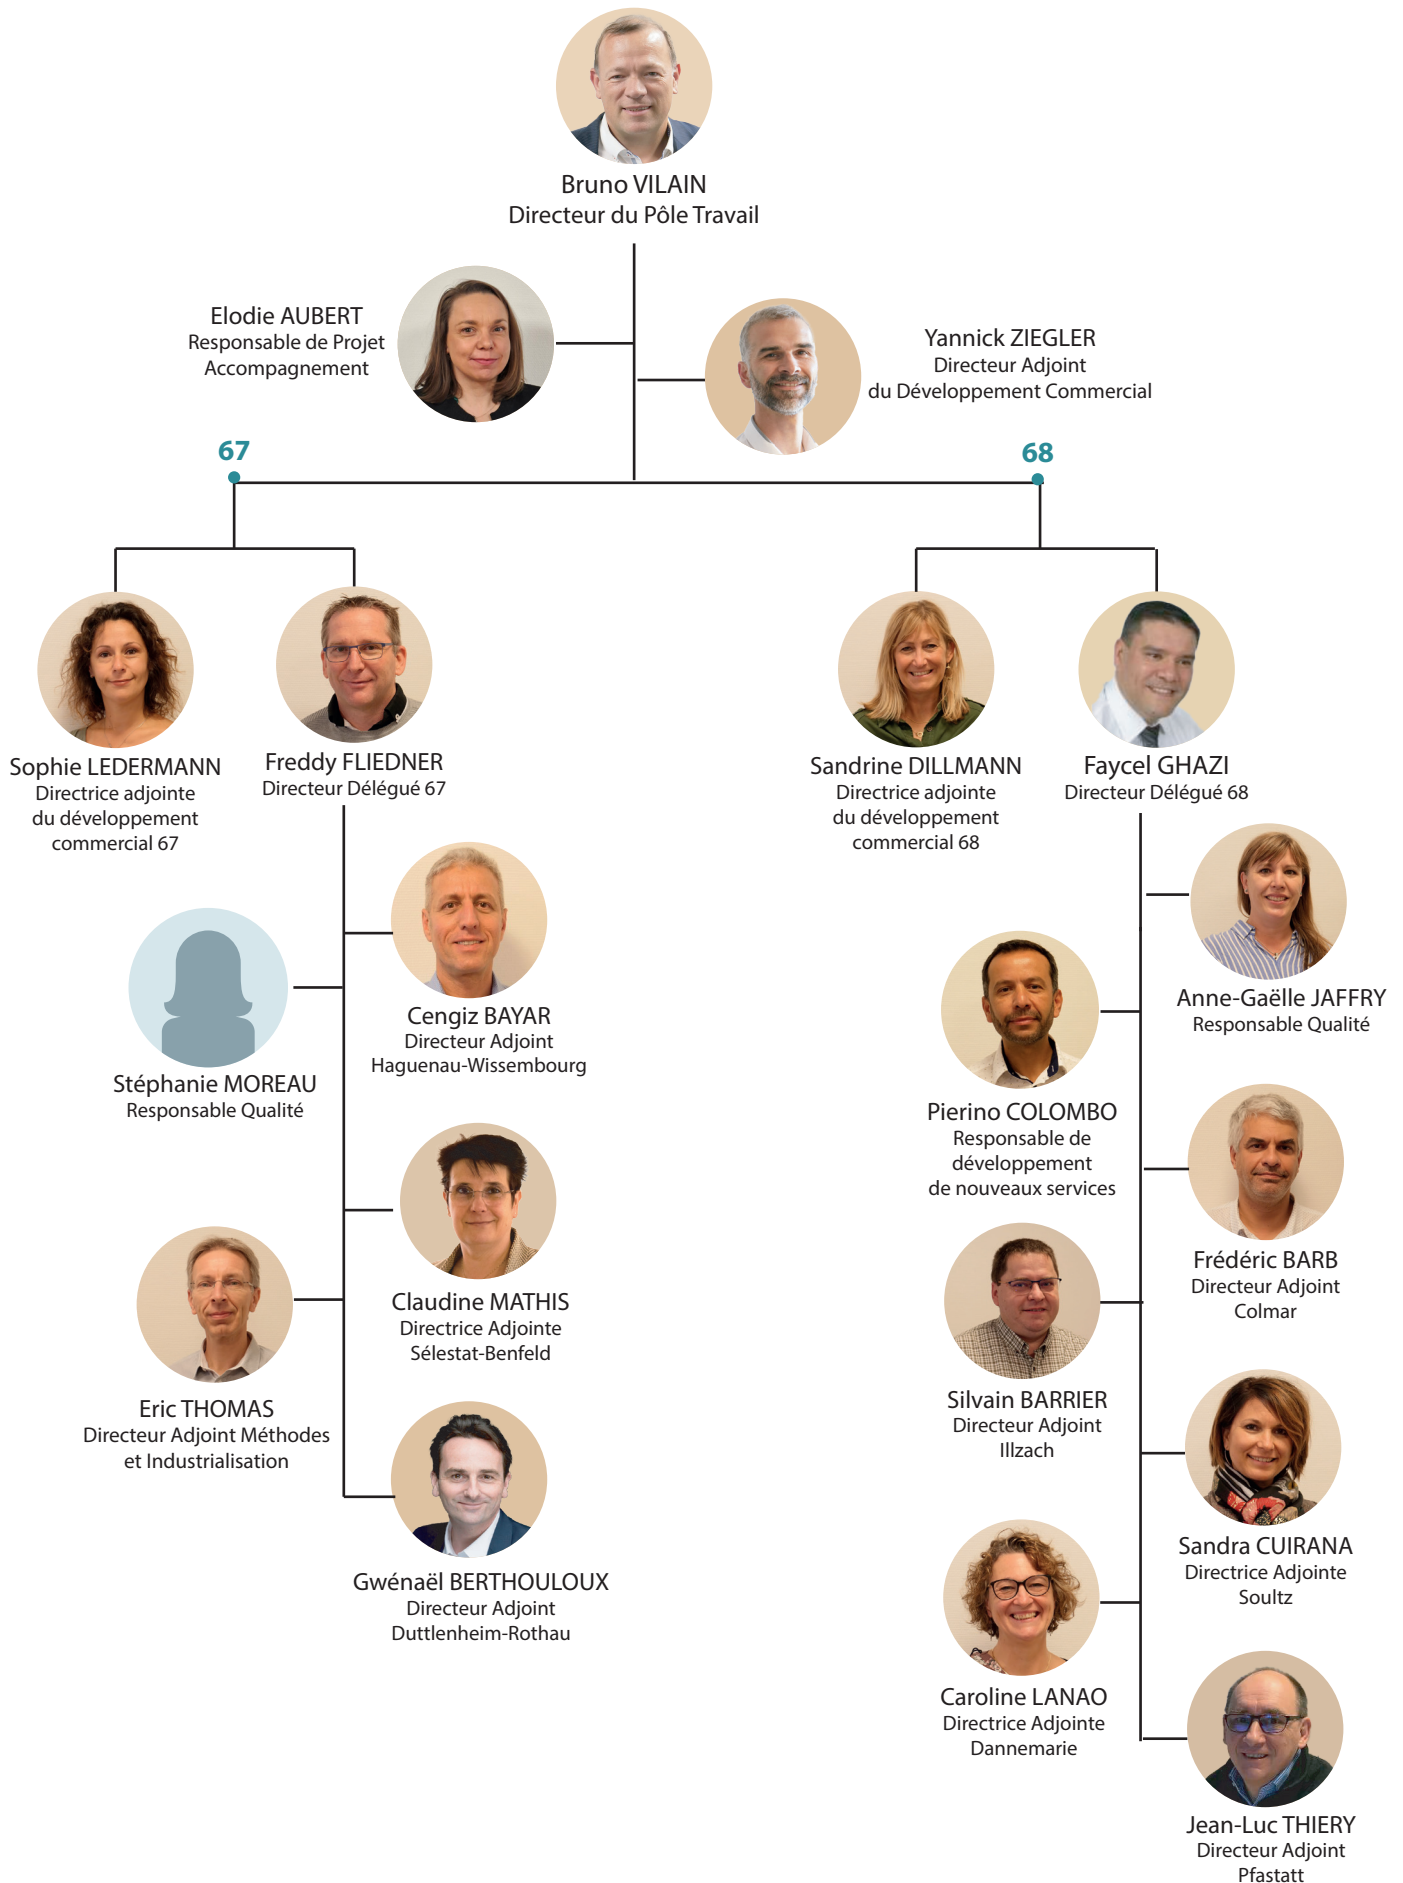 Bruno VILAIN
Directeur du Pôle Travail
Elodie AUBERT
Responsable de Projet
Accompagnement
Yannick ZIEGLER
Directeur Adjoint
du Développement Commercial
67
68
Sophie LEDERMANN
Directrice adjointe
du développement
commercial 67
Freddy FLIEDNER
Directeur Délégué 67
Sandrine DILLMANN
Directrice adjointe
du développement
commercial 68
Faycel GHAZI
Directeur Délégué 68
Cengiz BAYAR
Directeur Adjoint
Haguenau-Wissembourg
Stéphanie MOREAU
Responsable Qualité
Claudine MATHIS
Directrice Adjointe
Sélestat-Benfeld
Eric THOMAS
Directeur Adjoint Méthodes
et Industrialisation
Gwénaël BERTHOULOUX
Directeur Adjoint
Duttlenheim-Rothau
Anne-Gaëlle JAFFRY
Responsable Qualité
Pierino COLOMBO
Responsable de
développement
de nouveaux services
Frédéric BARB
Directeur Adjoint
Colmar
Silvain BARRIER
Directeur Adjoint
Illzach
Sandra CUIRANA
Directrice Adjointe
Soultz
Caroline LANAO
Directrice Adjointe
Dannemarie
Jean-Luc THIERY
Directeur Adjoint
Pfastatt